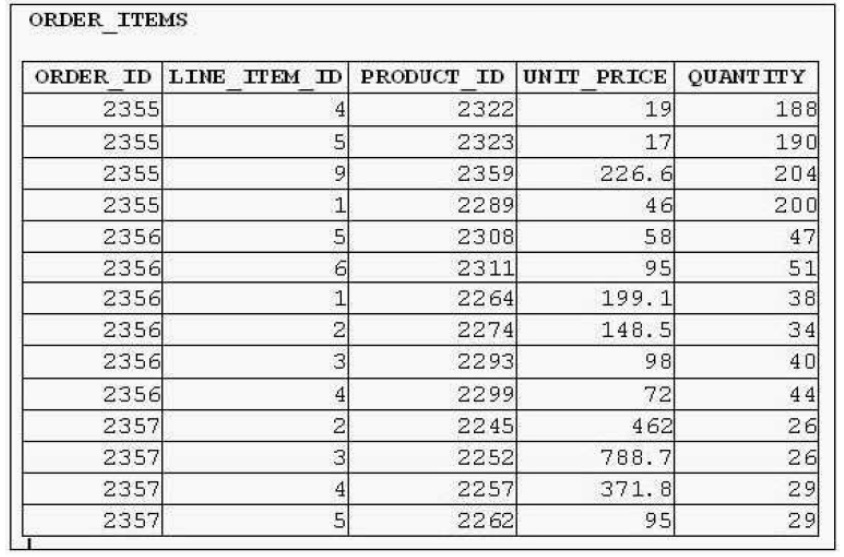 ORDER_ITEMS
ORDER_ID LINE_ITEM_ID PRODUCT_ID UNIT_PRICE QUANTITY
2355 4 2322 19 188
2355 5 2323 17 190
2355 9 2359 226.6 204
2355 1 2289 46 200
2356 5 2308 58 47
2356 6 2311 95 51
2356 1 2264 199.1 38
2356 2 2274 148.5 34
2356 3 2293 98 40
2356 4 2299 72 44
2357 2 2245 462 26
2357 3 2252 788.7 26
2357 4 2257 371.8 29
2357 5 2262 95 29